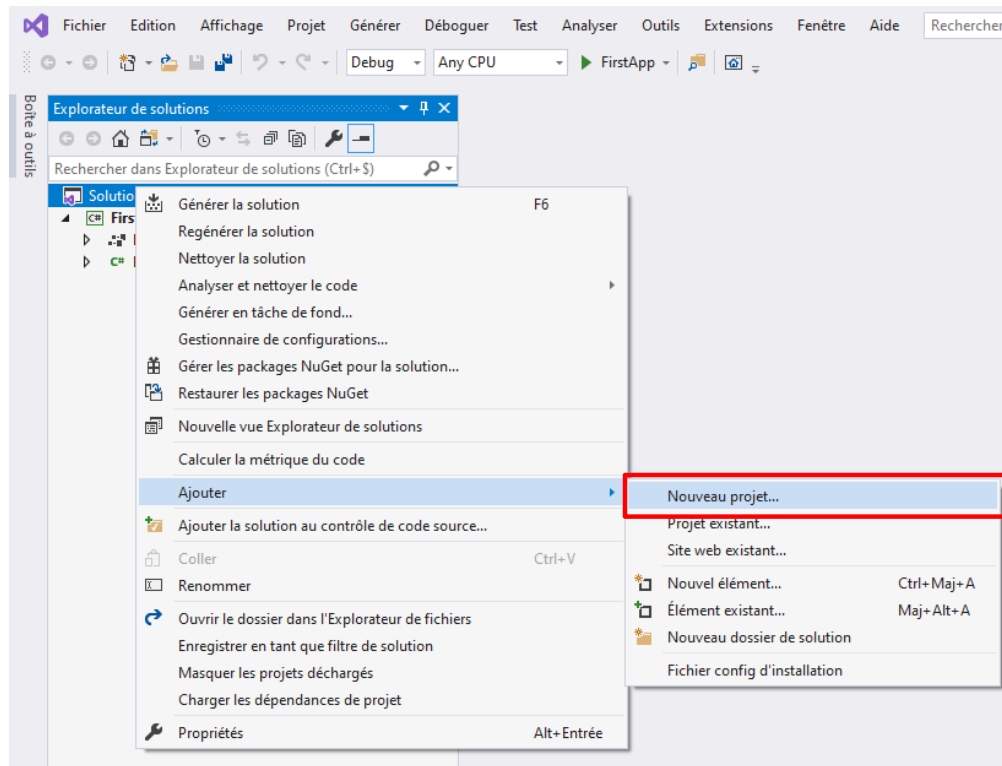 Fichier Edition Affichage Projet Générer Déboguer Test Analyser Outils Extensions Fenêtre Aide Rechercher
Debug Any CPU FirstApp
Boîte à outils
Explorateur de solutions
Rechercher dans Explorateur de solutions (Ctrl+$)
Solutio
C# Firs
C#
Générer la solution F6
Regénérer la solution
Nettoyer la solution
Analyser et nettoyer le code
Générer en tâche de fond...
Gestionnaire de configurations...
Gérer les packages NuGet pour la solution...
Restaurer les packages NuGet
Nouvelle vue Explorateur de solutions
Calculer la métrique du code
Ajouter
Ajouter la solution au contrôle de code source...
Coller Ctrl+V
Renommer
Ouvrir le dossier dans l'Explorateur de fichiers
Enregistrer en tant que filtre de solution
Masquer les projets déchargés
Charger les dépendances de projet
Propriétés Alt+Entrée
Nouveau projet...
Projet existant...
Site web existant...
Nouvel élément... Ctrl+Maj+A
Élément existant... Maj+Alt+A
Nouveau dossier de solution
Fichier config d'installation